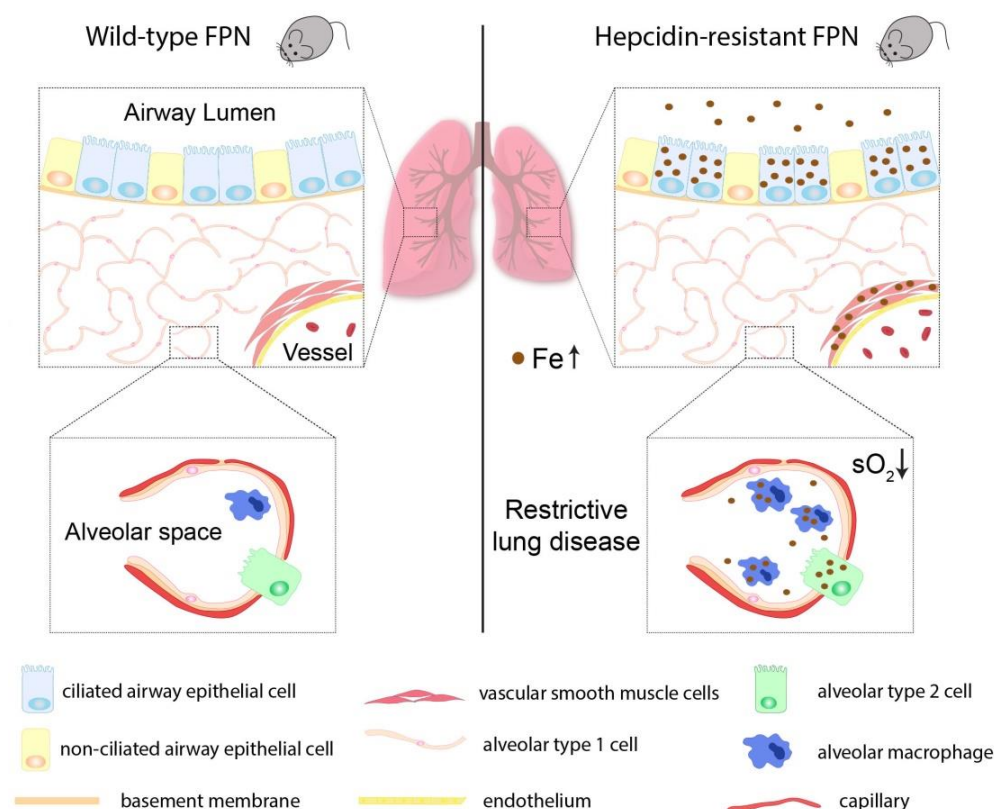 Wild-type FPN
Hepcidin-resistant FPN
Airway Lumen
Vessel
Fe↑
Alveolar space
Restrictive
lung disease
sO₂↓
ciliated airway epithelial cell
vascular smooth muscle cells
alveolar type 2 cell
non-ciliated airway epithelial cell
alveolar type 1 cell
alveolar macrophage
basement membrane
endothelium
capillary